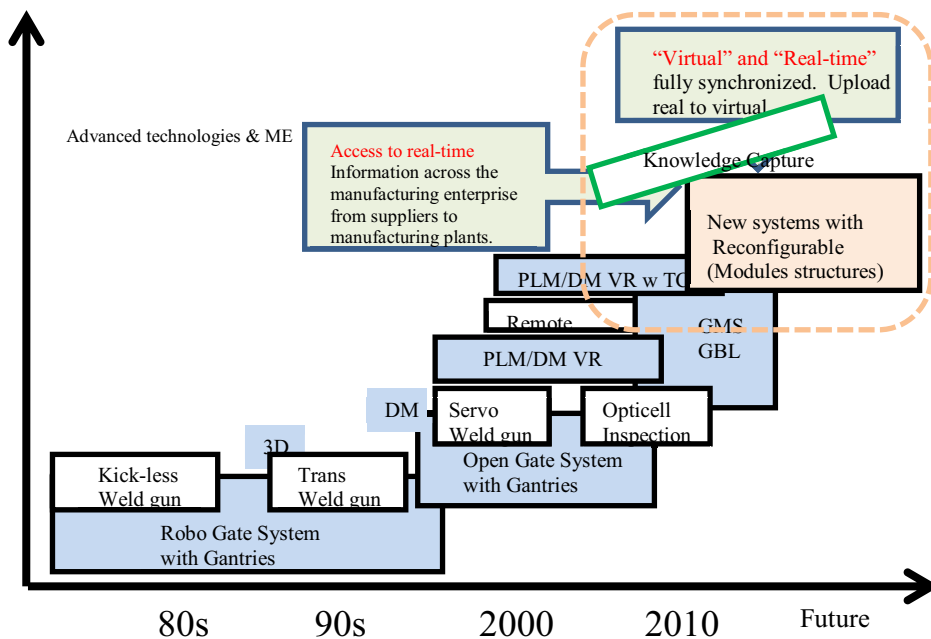 “Virtual” and “Real-time”
fully synchronized.  Upload
real to virtual
Advanced technologies & ME
Access to real-time
Information across the
manufacturing enterprise
from suppliers to
manufacturing plants.
Knowledge Capture
New systems with
Reconfigurable
(Modules structures)
PLM/DM VR w TC
Remote
GMS
GBL
PLM/DM VR
DM
Servo
Weld gun
Opticell
Inspection
Open Gate System
with Gantries
3D
Kick-less
Weld gun
Trans
Weld gun
Robo Gate System
with Gantries
80s
90s
2000
2010
Future